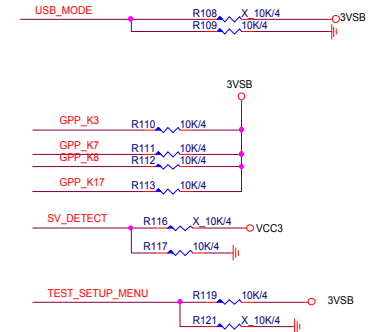 USB_MODE R108 X_10K/4 3VSB
R109 10K/4
3VSB
GPP_K3 R110 10K/4
GPP_K7 R111 10K/4
GPP_K8 R112 10K/4
GPP_K17 R113 10K/4
SV_DETECT R116 X_10K/4 VCC3
R117 10K/4
TEST_SETUP_MENU R119 10K/4 3VSB
R121 X_10K/4